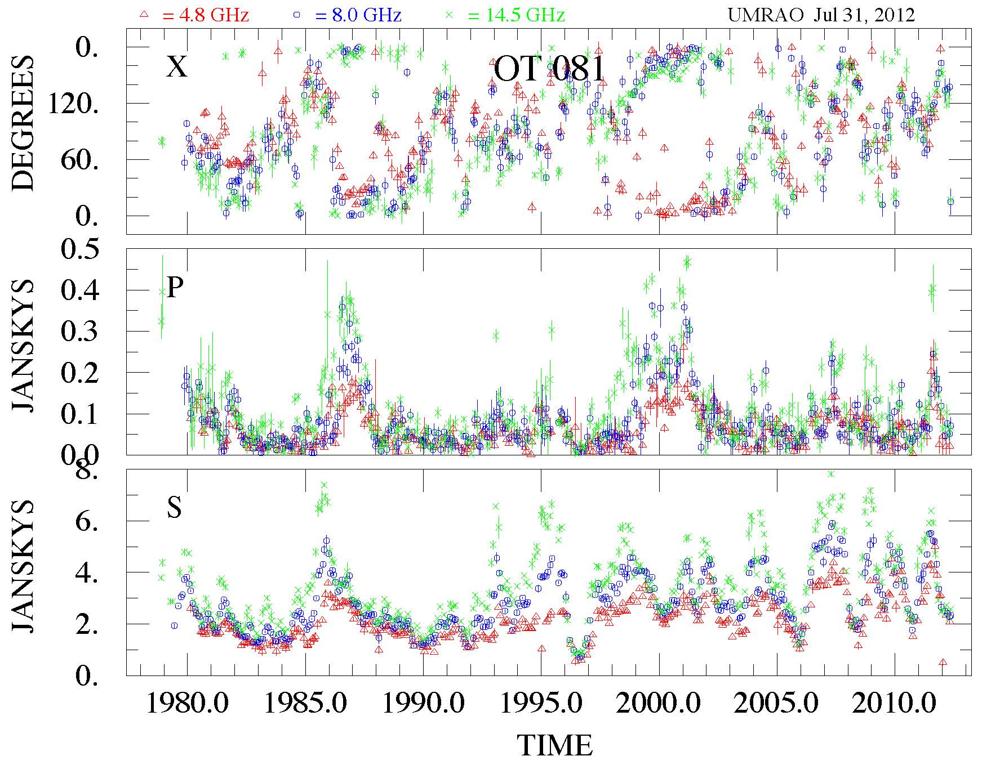 = 4.8 GHz = 8.0 GHz = 14.5 GHz UMRAO Jul 31, 2012
X OT 081
DEGREES
0.
120.
60.
0.
P
JANSKYS
0.5
0.4
0.3
0.2
0.1
0.0
S
JANSKYS
8.
6.
4.
2.
0.
1980.0 1985.0 1990.0 1995.0 2000.0 2005.0 2010.0
TIME